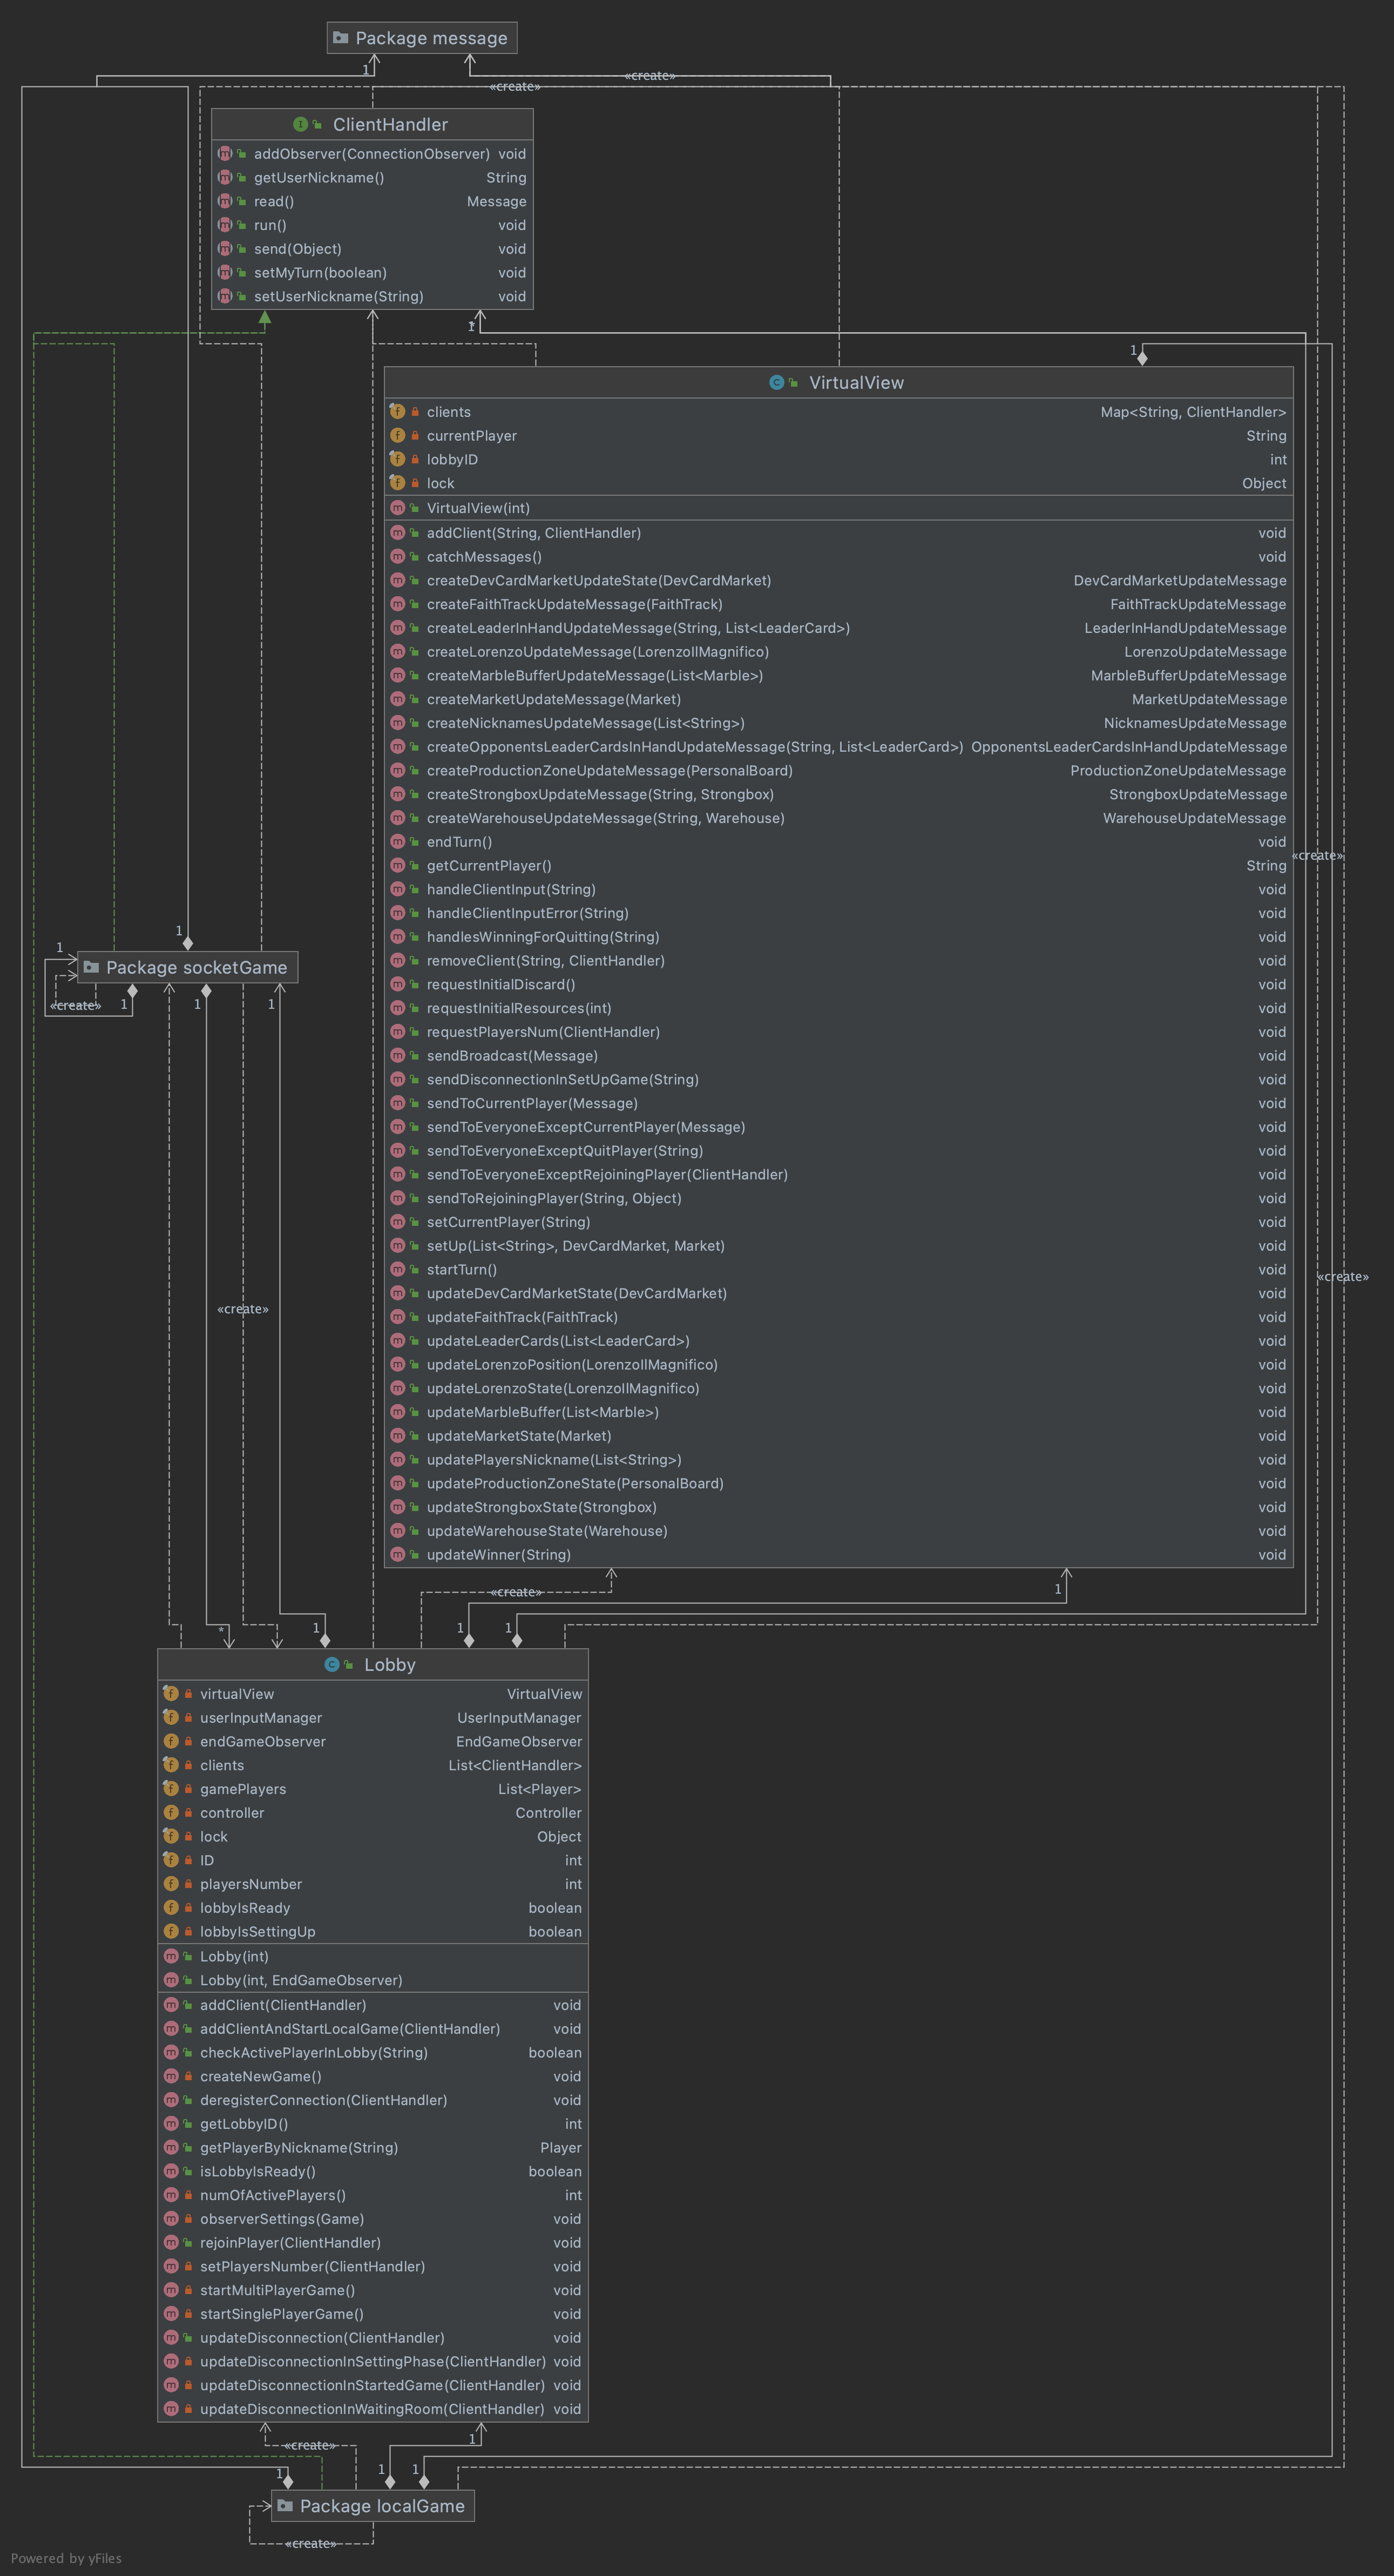 Package message
1
«create»
«create»
ClientHandler
addObserver(ConnectionObserver) void
getUserNickname() String
read() Message
run() void
send(Object) void
setMyTurn(boolean) void
setUserNickname(String) void
1
VirtualView
clients Map<String, ClientHandler>
currentPlayer String
lobbyID int
lock Object
VirtualView(int)
addClient(String, ClientHandler) void
catchMessages() void
createDevCardMarketUpdateState(DevCardMarket) DevCardMarketUpdateMessage
createFaithTrackUpdateMessage(FaithTrack) FaithTrackUpdateMessage
createLeaderInHandUpdateMessage(String, List<LeaderCard>) LeaderInHandUpdateMessage
createLorenzoUpdateMessage(LorenzoIlMagnifico) LorenzoUpdateMessage
createMarbleBufferUpdateMessage(List<Marble>) MarbleBufferUpdateMessage
createMarketUpdateMessage(Market) MarketUpdateMessage
createNicknamesUpdateMessage(List<String>) NicknamesUpdateMessage
createOpponentsLeaderCardsInHandUpdateMessage(String, List<LeaderCard>) OpponentsLeaderCardsInHandUpdateMessage
createProductionZoneUpdateMessage(PersonalBoard) ProductionZoneUpdateMessage
createStrongboxUpdateMessage(String, Strongbox) StrongboxUpdateMessage
createWarehouseUpdateMessage(String, Warehouse) WarehouseUpdateMessage
endTurn() void
getCurrentPlayer() String
«create»
handleClientInput(String) void
handleClientInputError(String) void
handlesWinningForQuitting(String) void
removeClient(String, ClientHandler) void
requestInitialDiscard() void
requestInitialResources(int) void
requestPlayersNum(ClientHandler) void
sendBroadcast(Message) void
sendDisconnectionInSetUpGame(String) void
sendToCurrentPlayer(Message) void
sendToEveryoneExceptCurrentPlayer(Message) void
sendToEveryoneExceptQuitPlayer(String) void
sendToEveryoneExceptRejoiningPlayer(ClientHandler) void
sendToRejoiningPlayer(String, Object) void
setCurrentPlayer(String) void
setUp(List<String>, DevCardMarket, Market) void
startTurn() void
«create»
updateDevCardMarketState(DevCardMarket) void
updateFaithTrack(FaithTrack) void
updateLeaderCards(List<LeaderCard>) void
updateLorenzoPosition(LorenzoIlMagnifico) void
updateLorenzoState(LorenzoIlMagnifico) void
updateMarbleBuffer(List<Marble>) void
updateMarketState(Market) void
updatePlayersNickname(List<String>) void
updateProductionZoneState(PersonalBoard) void
updateStrongboxState(Strongbox) void
updateWarehouseState(Warehouse) void
updateWinner(String) void
1
1
Package socketGame
«create»
1
1
1
«create»
«create»
1
*
1
1
1
Lobby
virtualView VirtualView
userInputManager UserInputManager
endGameObserver EndGameObserver
clients List<ClientHandler>
gamePlayers List<Player>
controller Controller
lock Object
ID int
playersNumber int
lobbyIsReady boolean
lobbyIsSettingUp boolean
Lobby(int)
Lobby(int, EndGameObserver)
addClient(ClientHandler) void
addClientAndStartLocalGame(ClientHandler) void
checkActivePlayerInLobby(String) boolean
createNewGame() void
deregisterConnection(ClientHandler) void
getLobbyID() int
getPlayerByNickname(String) Player
isLobbyIsReady() boolean
numOfActivePlayers() int
observerSettings(Game) void
rejoinPlayer(ClientHandler) void
setPlayersNumber(ClientHandler) void
startMultiPlayerGame() void
startSinglePlayerGame() void
updateDisconnection(ClientHandler) void
updateDisconnectionInSettingPhase(ClientHandler) void
updateDisconnectionInStartedGame(ClientHandler) void
updateDisconnectionInWaitingRoom(ClientHandler) void
1
«create»
1
1
1
Package localGame
«create»
Powered by yFiles